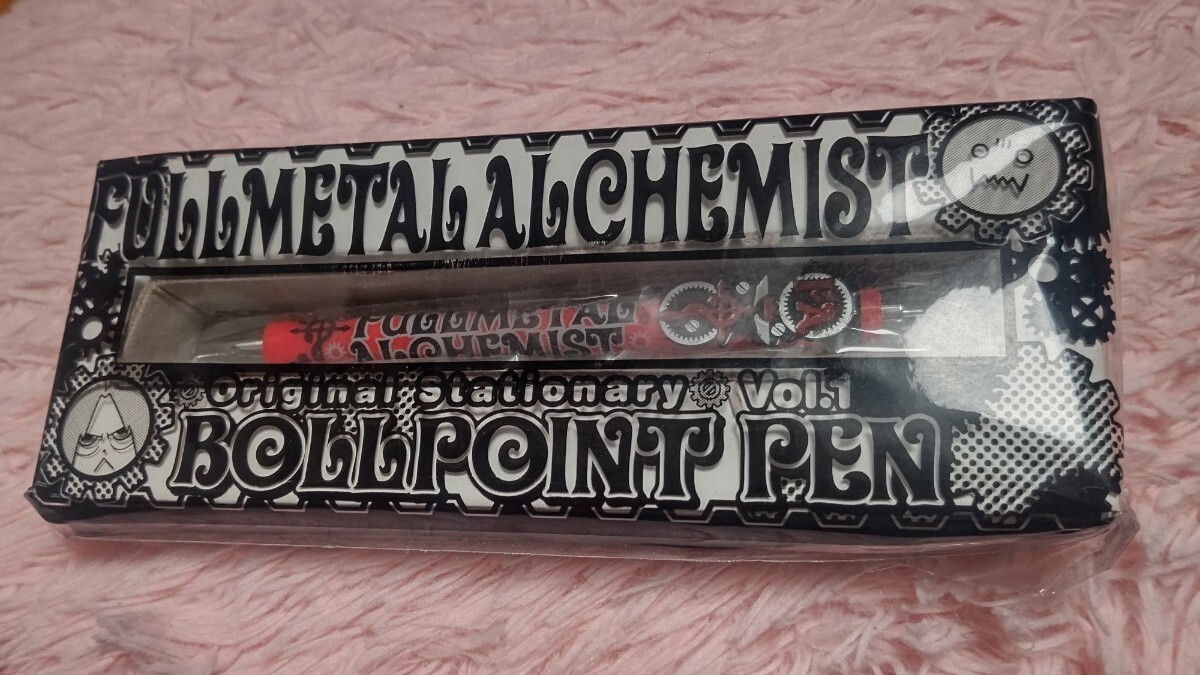 FULLMETAL ALCHEMIST
FULLMETAL
ALCHEMIST
Original Stationary Vol.1
BOLLPOINT PEN